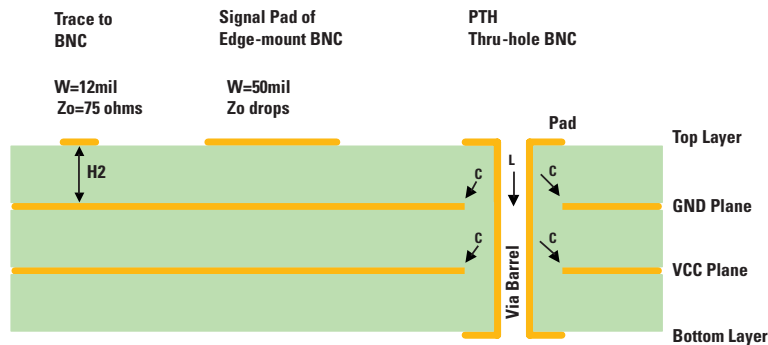 Trace to
BNC
W=12mil
Zo=75 ohms
Signal Pad of
Edge-mount BNC
W=50mil
Zo drops
PTH
Thru-hole BNC
Pad
Top Layer
H2
C
L
C
GND Plane
C
C
VCC Plane
Via Barrel
Bottom Layer